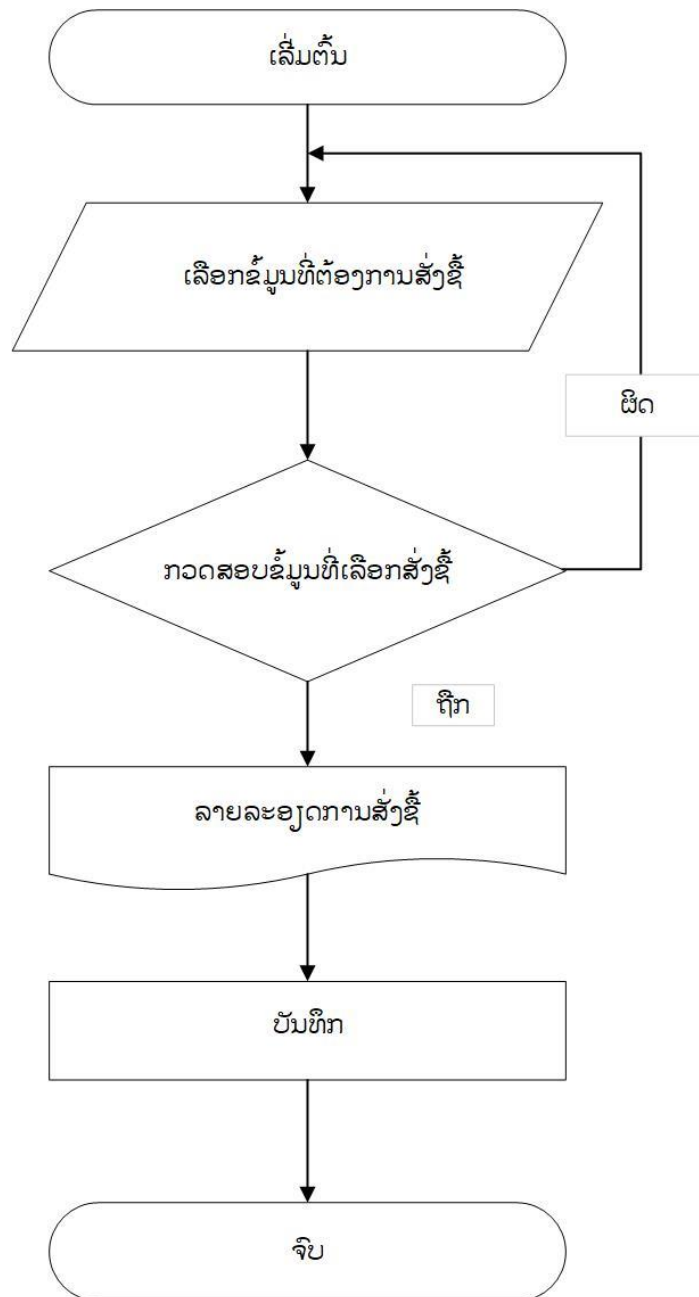 ເລີ່ມຕົ້ນ
ເລືອກຂໍ້ມູນທີ່ຕ້ອງການສັ່ງຊື້
ຜິດ
ກວດສອບຂໍ້ມູນທີ່ເລືອກສັ່ງຊື້
ຖືກ
ລາຍລະອຽດການສັ່ງຊື້
ບັນທຶກ
ຈົບ